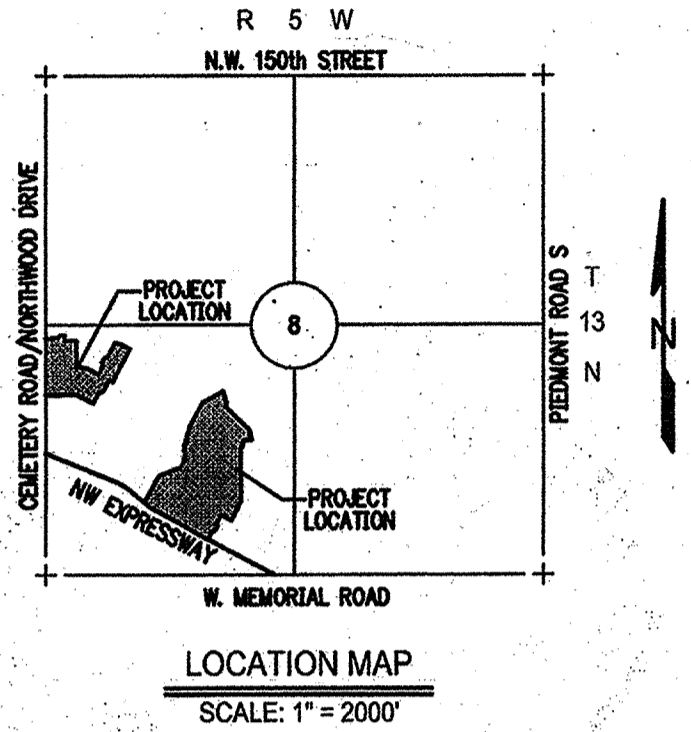 R 5 W
N.W. 150th STREET
CEMETERY ROAD/NORTHWOOD DRIVE
PROJECT
LOCATION
8
PIEDMONT ROAD S
T
13
N
N
PROJECT
LOCATION
NW EXPRESSWAY
W. MEMORIAL ROAD
LOCATION MAP
SCALE: 1" = 2000'